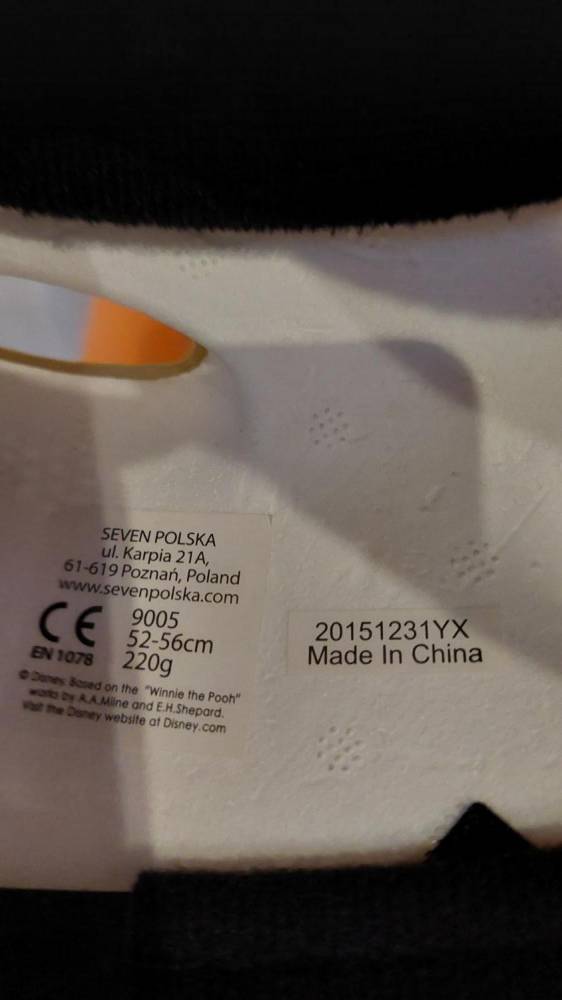 SEVEN POLSKA
ul. Karpia 21A,
61-619 Poznań, Poland
www.sevenpolska.com
CE 9005
52-56cm
EN 1078 220g
© Disney. Based on the "Winnie the Pooh"
works by A.A.Milne and E.H.Shepard.
Visit the Disney website at Disney.com
20151231YX
Made In China